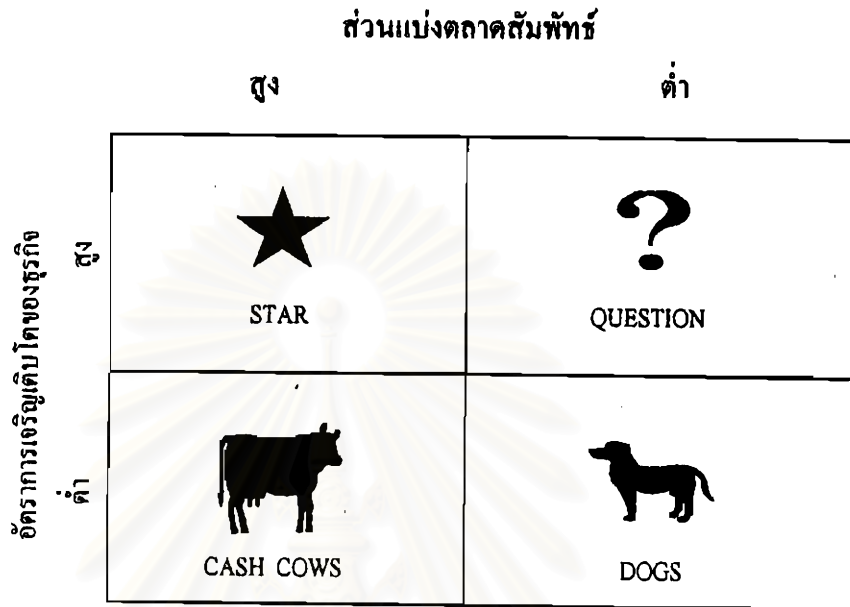 ส่วนแบ่งตลาดสัมพัทธ์
สูง ต่ำ
อัตราการเจริญเติบโตของธุรกิจ
สูง
?
STAR QUESTION
ต่ำ
CASH COWS DOGS